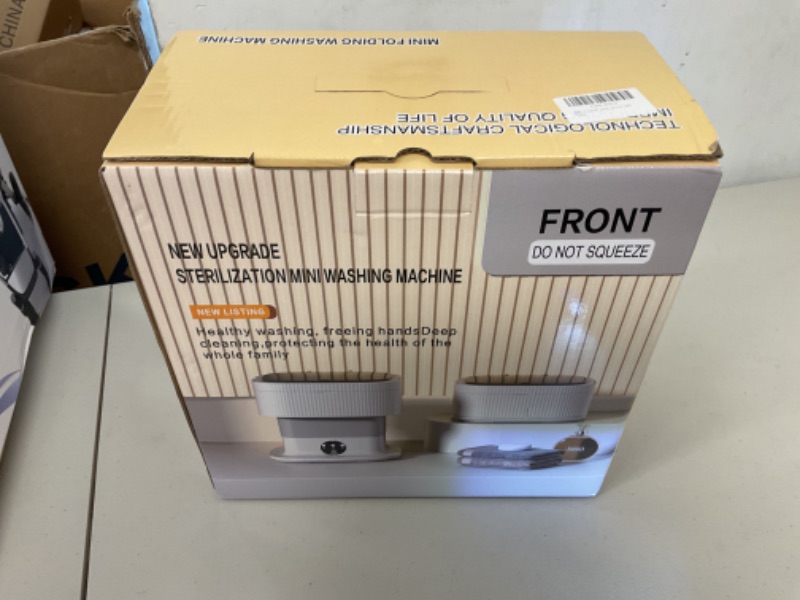 CHINA
MINI FOLDING WASHING MACHINE
TECHNOLOGICAL CRAFTSMANSHIP
QUALITY OF LIFE
FRONT
DO NOT SQUEEZE
NEW UPGRADE
STERILIZATION MINI WASHING MACHINE
NEW LISTING
Healthy washing, freeing handsDeep
cleaning,protecting the health of the
whole family